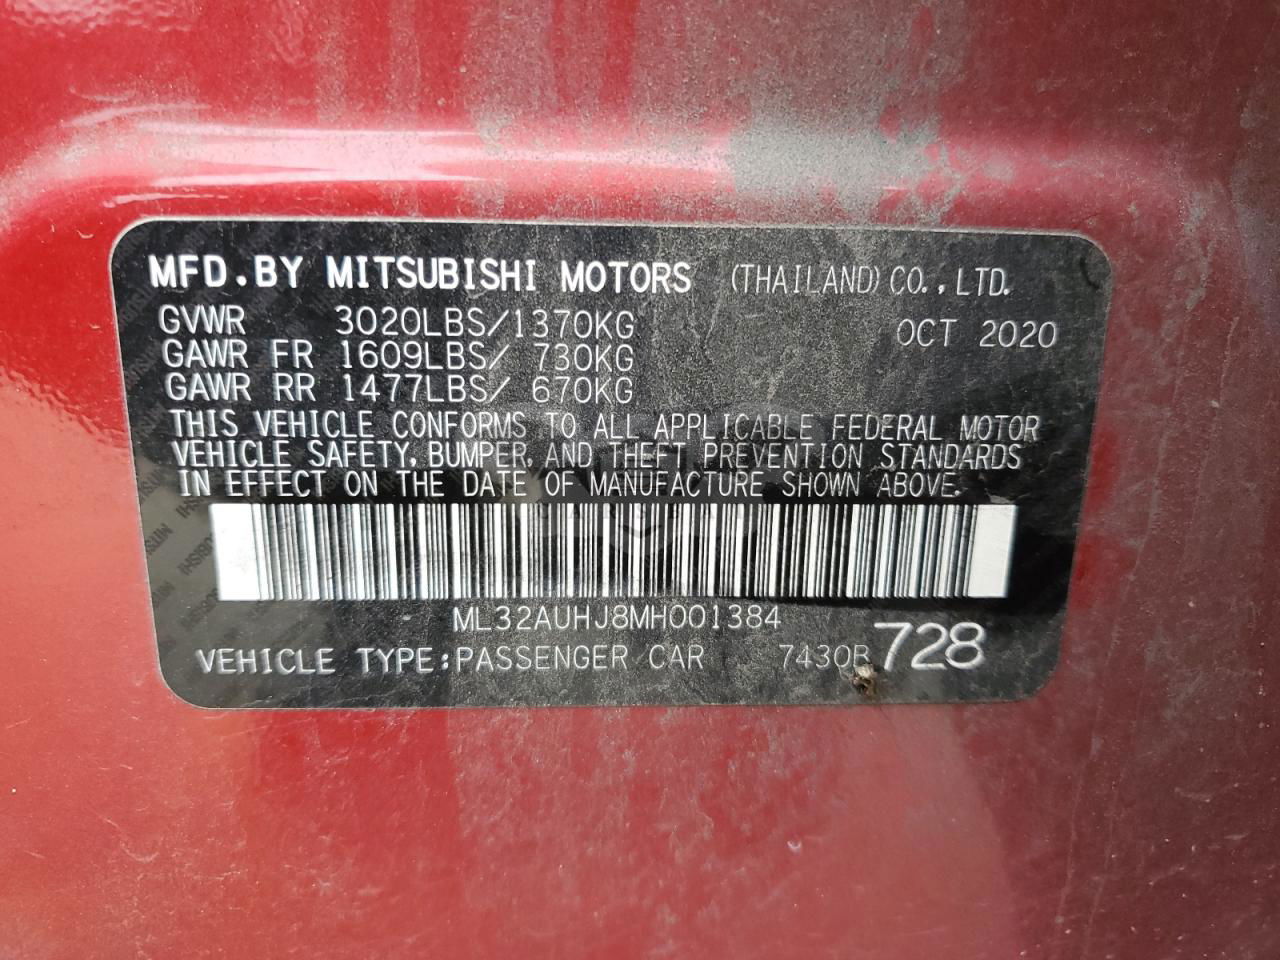 MFD.BY MITSUBISHI MOTORS (THAILAND) CO.,LTD.
GVWR 3020LBS/1370KG OCT 2020
GAWR FR 1609LBS/ 730KG
GAWR RR 1477LBS/ 670KG
THIS VEHICLE CONFORMS TO ALL APPLICABLE FEDERAL MOTOR
VEHICLE SAFETY, BUMPER, AND THEFT PREVENTION STANDARDS
IN EFFECT ON THE DATE OF MANUFACTURE SHOWN ABOVE.
ML32AUHJ8MH001384
VEHICLE TYPE:PASSENGER CAR 7430B728